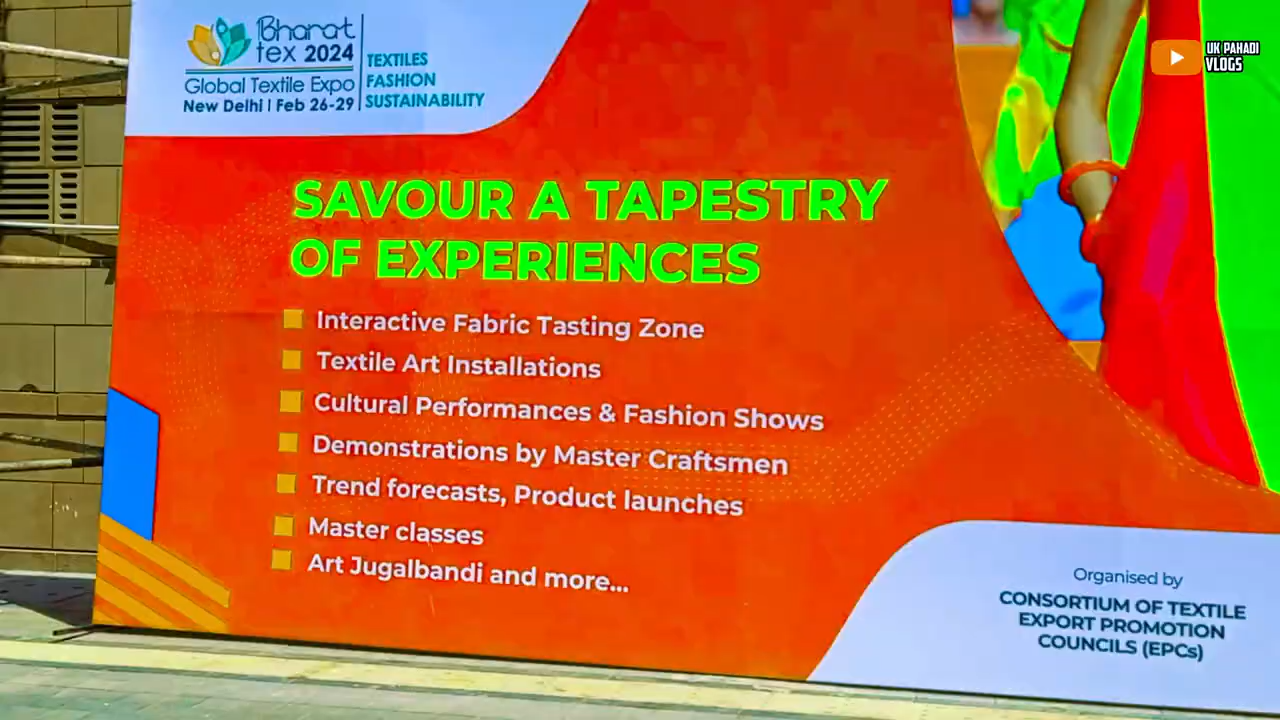 Bharat
tex 2024
Global Textile Expo
New Delhi | Feb 26-29
TEXTILES
FASHION
SUSTAINABILITY
UK PAHADI
VLOGS
SAVOUR A TAPESTRY
OF EXPERIENCES
Interactive Fabric Tasting Zone
Textile Art Installations
Cultural Performances & Fashion Shows
Demonstrations by Master Craftsmen
Trend forecasts, Product launches
Master classes
Art Jugalbandi and more...
Organised by
CONSORTIUM OF TEXTILE
EXPORT PROMOTION
COUNCILS (EPCs)